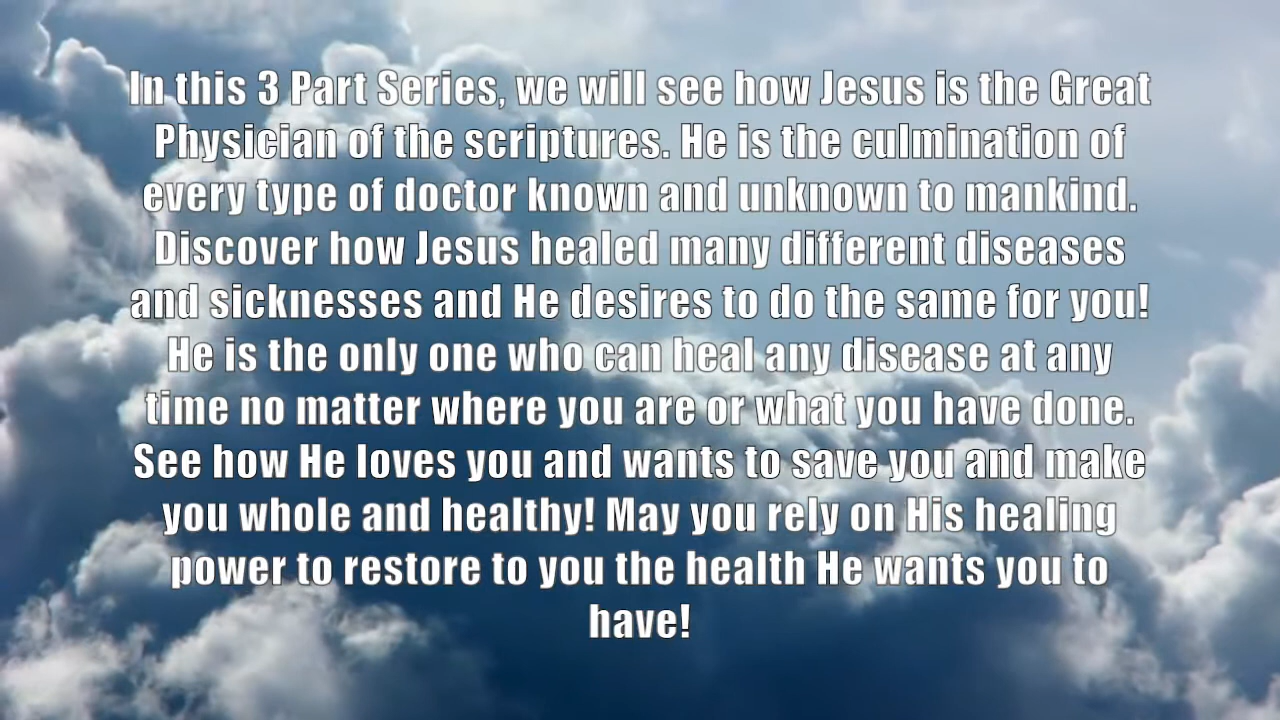 In this 3 Part Series, we will see how Jesus is the Great
Physician of the scriptures. He is the culmination of
every type of doctor known and unknown to mankind.
Discover how Jesus healed many different diseases
and sicknesses and He desires to do the same for you!
He is the only one who can heal any disease at any
time no matter where you are or what you have done.
See how He loves you and wants to save you and make
you whole and healthy! May you rely on His healing
power to restore to you the health He wants you to
have!